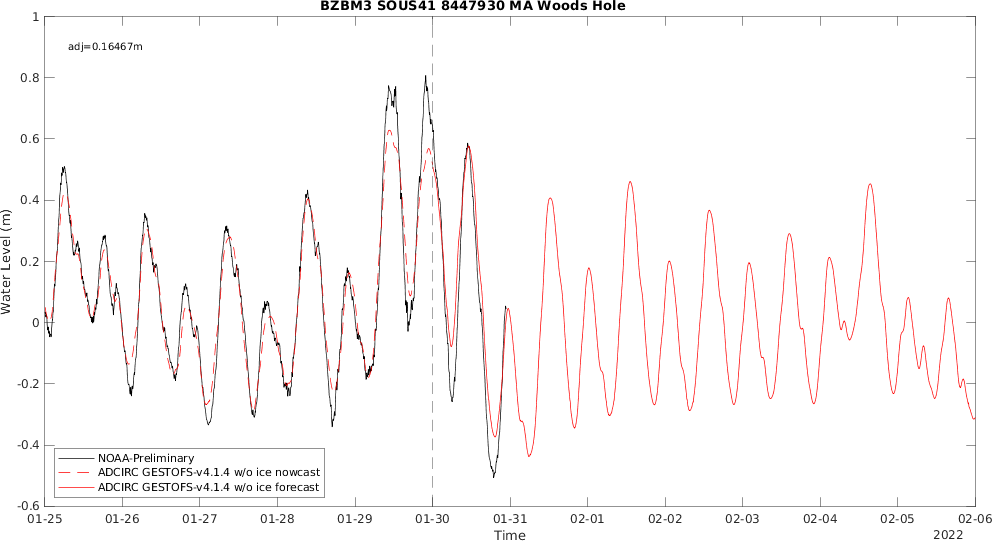 BZBM3 SOUS41 8447930 MA Woods Hole
adj=0.16467m
Water Level (m)
1
0.8
0.6
0.4
0.2
0
-0.2
-0.4
-0.6
NOAA-Preliminary
ADCIRC GESTOFS-v4.1.4 w/o ice nowcast
ADCIRC GESTOFS-v4.1.4 w/o ice forecast
01-25 01-26 01-27 01-28 01-29 01-30 01-31 02-01 02-02 02-03 02-04 02-05 02-06
Time
2022